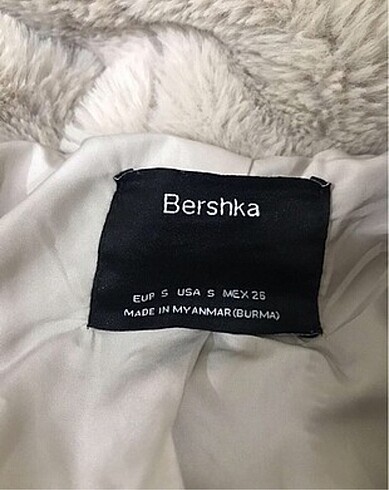 Bershka
EUR S USA S MEX 26
MADE IN MYANMAR(BURMA)